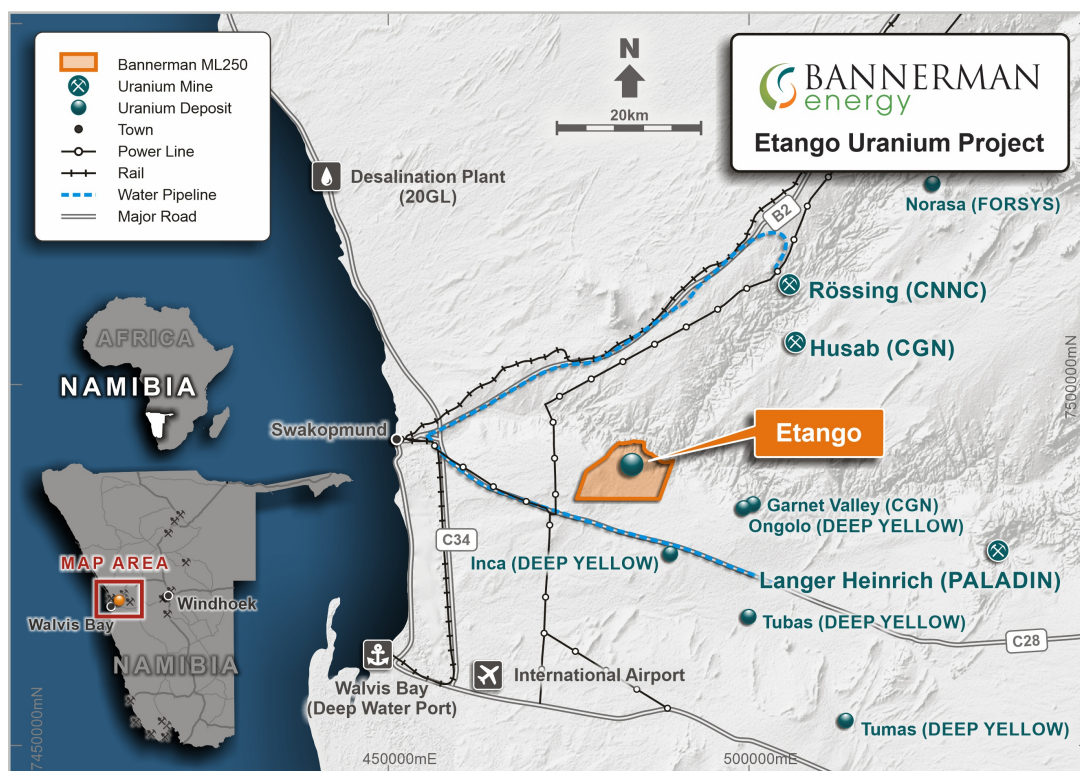 Bannerman ML250
Uranium Mine
Uranium Deposit
Town
Power Line
Rail
Water Pipeline
Major Road
N
20km
BANNERMAN
energy
Etango Uranium Project
Desalination Plant
(20GL)
B2
Norasa (FORSYS)
Rössing (CNNC)
Husab (CGN)
7500000mN
AFRICA
NAMIBIA
Swakopmund
Etango
Garnet Valley (CGN)
Ongolo (DEEP YELLOW)
C34
Inca (DEEP YELLOW)
Langer Heinrich (PALADIN)
MAP AREA
Windhoek
Walvis Bay
NAMIBIA
Tubas (DEEP YELLOW)
C28
International Airport
Walvis Bay
(Deep Water Port)
Tumas (DEEP YELLOW)
7450000mN
450000mE
500000mE